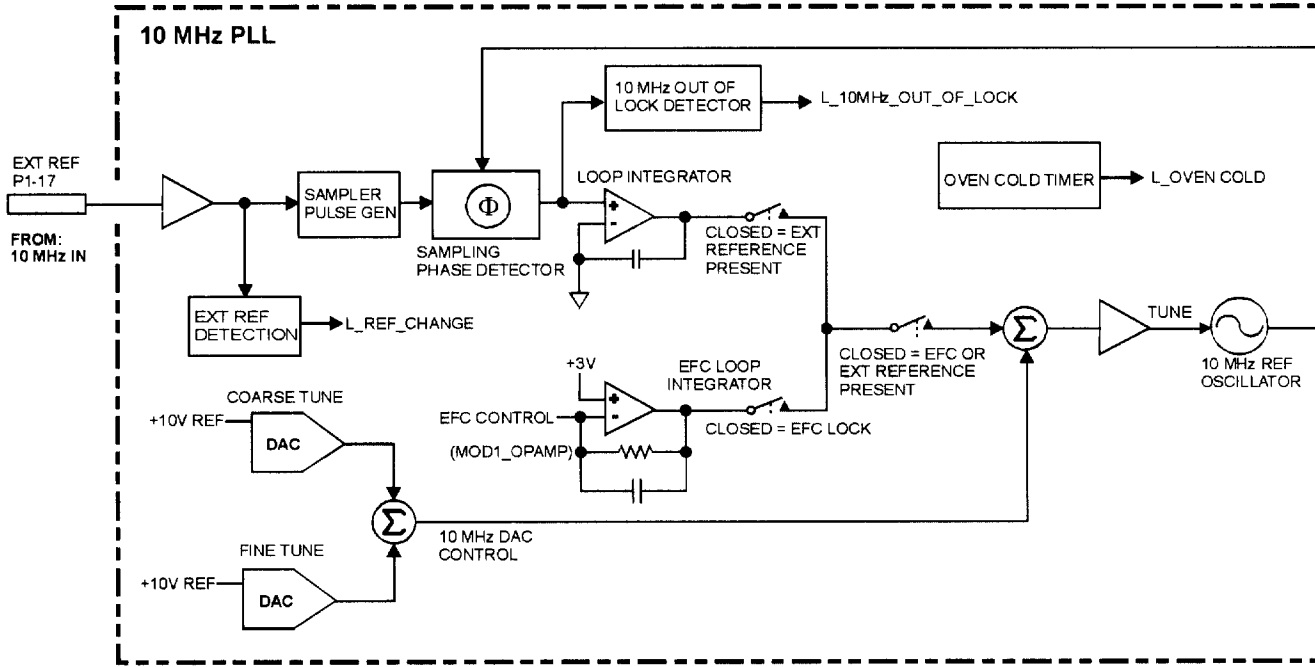 10 MHz PLL
10 MHz OUT OF
LOCK DETECTOR
L_10MHz_OUT_OF_LOCK
EXT REF
P1-17
FROM:
10 MHz IN
SAMPLER
PULSE GEN
Φ
SAMPLING
PHASE DETECTOR
LOOP INTEGRATOR
+
-
CLOSED = EXT
REFERENCE
PRESENT
OVEN COLD TIMER
L_OVEN COLD
EXT REF
DETECTION
L_REF_CHANGE
Σ
TUNE
10 MHz REF
OSCILLATOR
CLOSED = EFC OR
EXT REFERENCE
PRESENT
+3V
EFC LOOP
INTEGRATOR
+
-
EFC CONTROL
(MOD1_OPAMP)
CLOSED = EFC LOCK
COARSE TUNE
+10V REF
DAC
Σ
10 MHz DAC
CONTROL
FINE TUNE
+10V REF
DAC